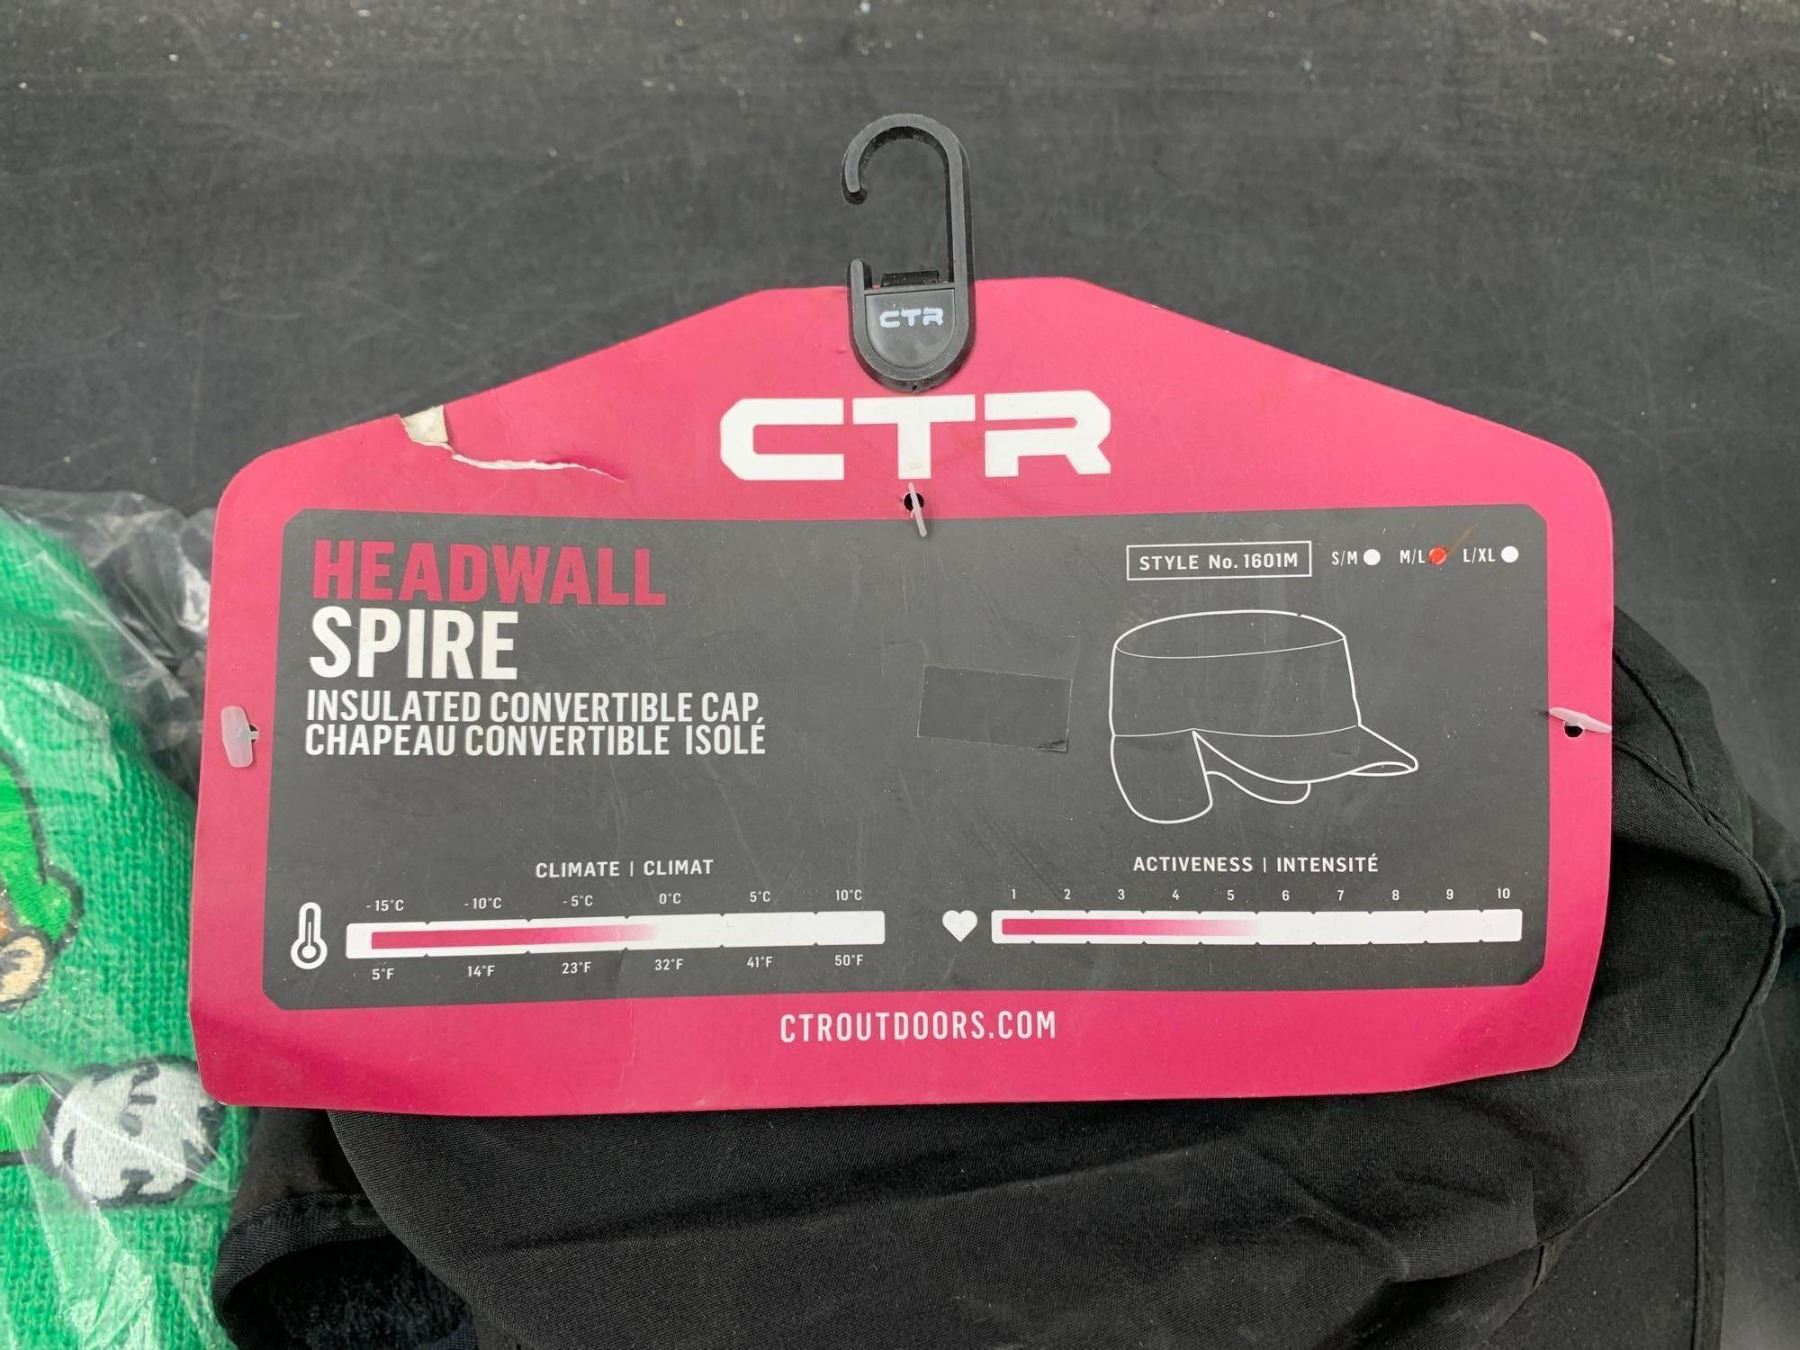 CTR
CTR
HEADWALL
SPIRE
INSULATED CONVERTIBLE CAP
CHAPEAU CONVERTIBLE ISOLÉ
STYLE No. 1601M S/M M/L L/XL
CLIMATE | CLIMAT
-15°C -10°C -5°C 0°C 5°C 10°C
5°F 14°F 23°F 32°F 41°F 50°F
ACTIVENESS | INTENSITÉ
1 2 3 4 5 6 7 8 9 10
CTROUTDOORS.COM